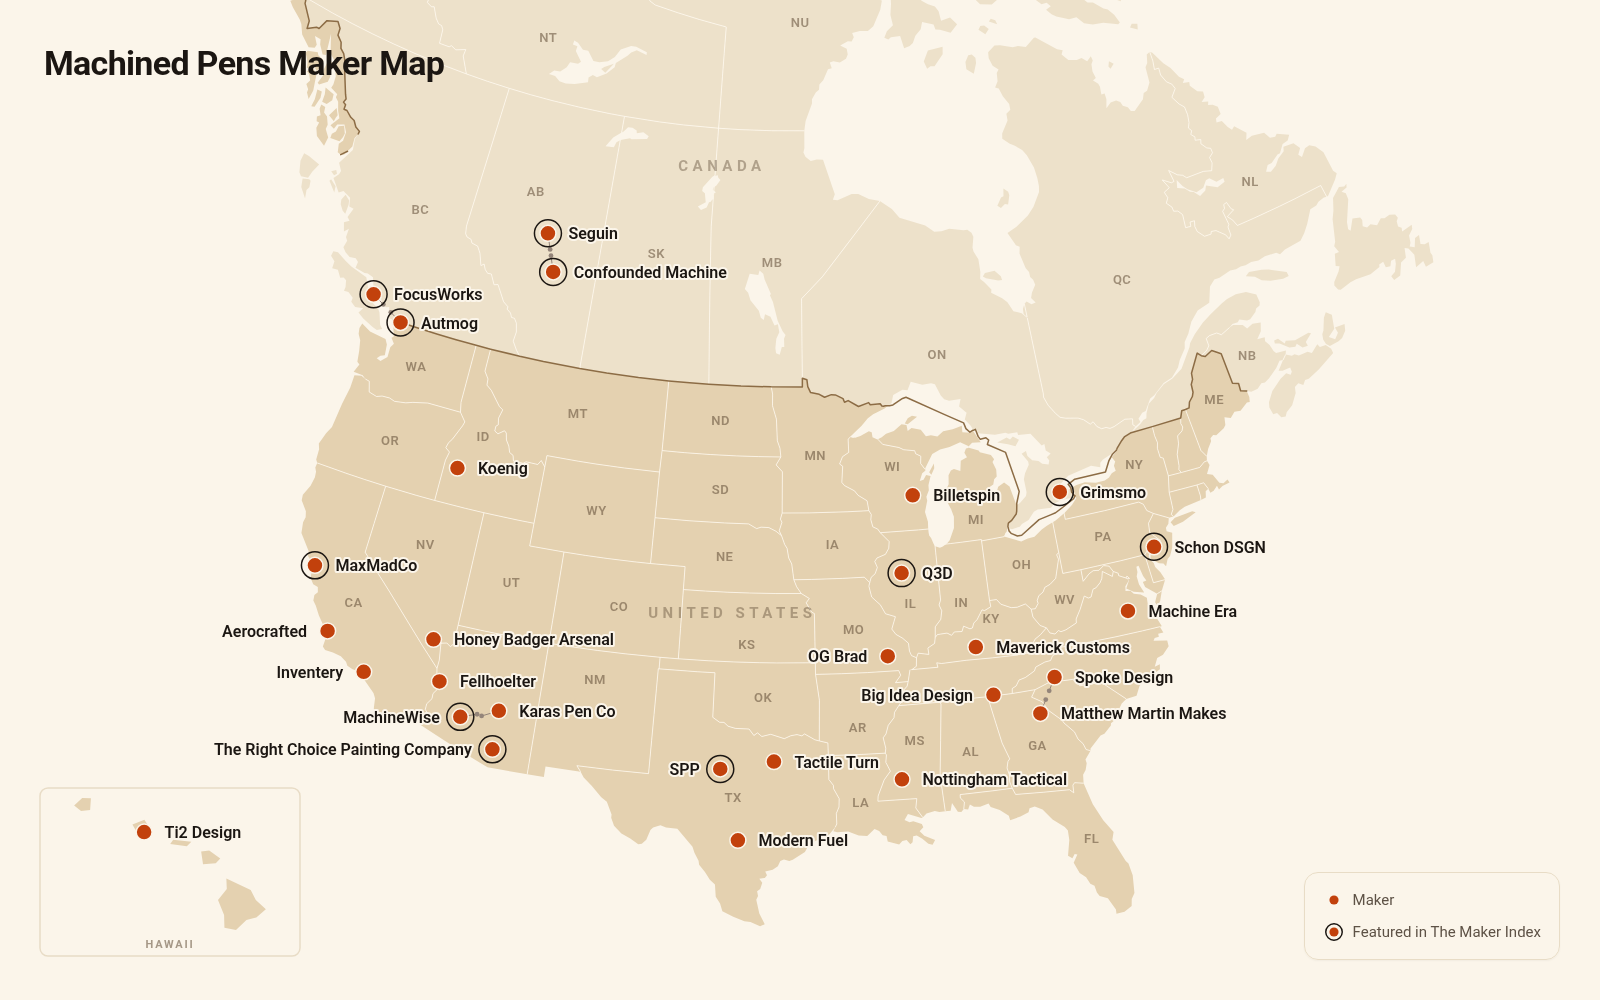 NU
NT
Machined Pens Maker Map
CANADA
AB
NL
BC
Seguin
SK
MB
Confounded Machine
QC
FocusWorks
Autmog
ON
NB
WA
ME
MT
ND
ID
OR
MN
NY
WI
Koenig
SD
Grimsmo
Billetspin
WY
MI
PA
NV
IA
Schon DSGN
NE
MaxMadCo
OH
Q3D
UT
WV
CA
IN
IL
CO
UNITED STATES
Machine Era
KY
MO
Aerocrafted
Honey Badger Arsenal
KS
Maverick Customs
OG Brad
Inventery
Spoke Design
NM
Fellhoelter
Big Idea Design
OK
Karas Pen Co
Matthew Martin Makes
MachineWise
AR
MS
GA
The Right Choice Painting Company
AL
Tactile Turn
SPP
Nottingham Tactical
TX
LA
Ti2 Design
FL
Modern Fuel
Maker
Featured in The Maker Index
HAWAII